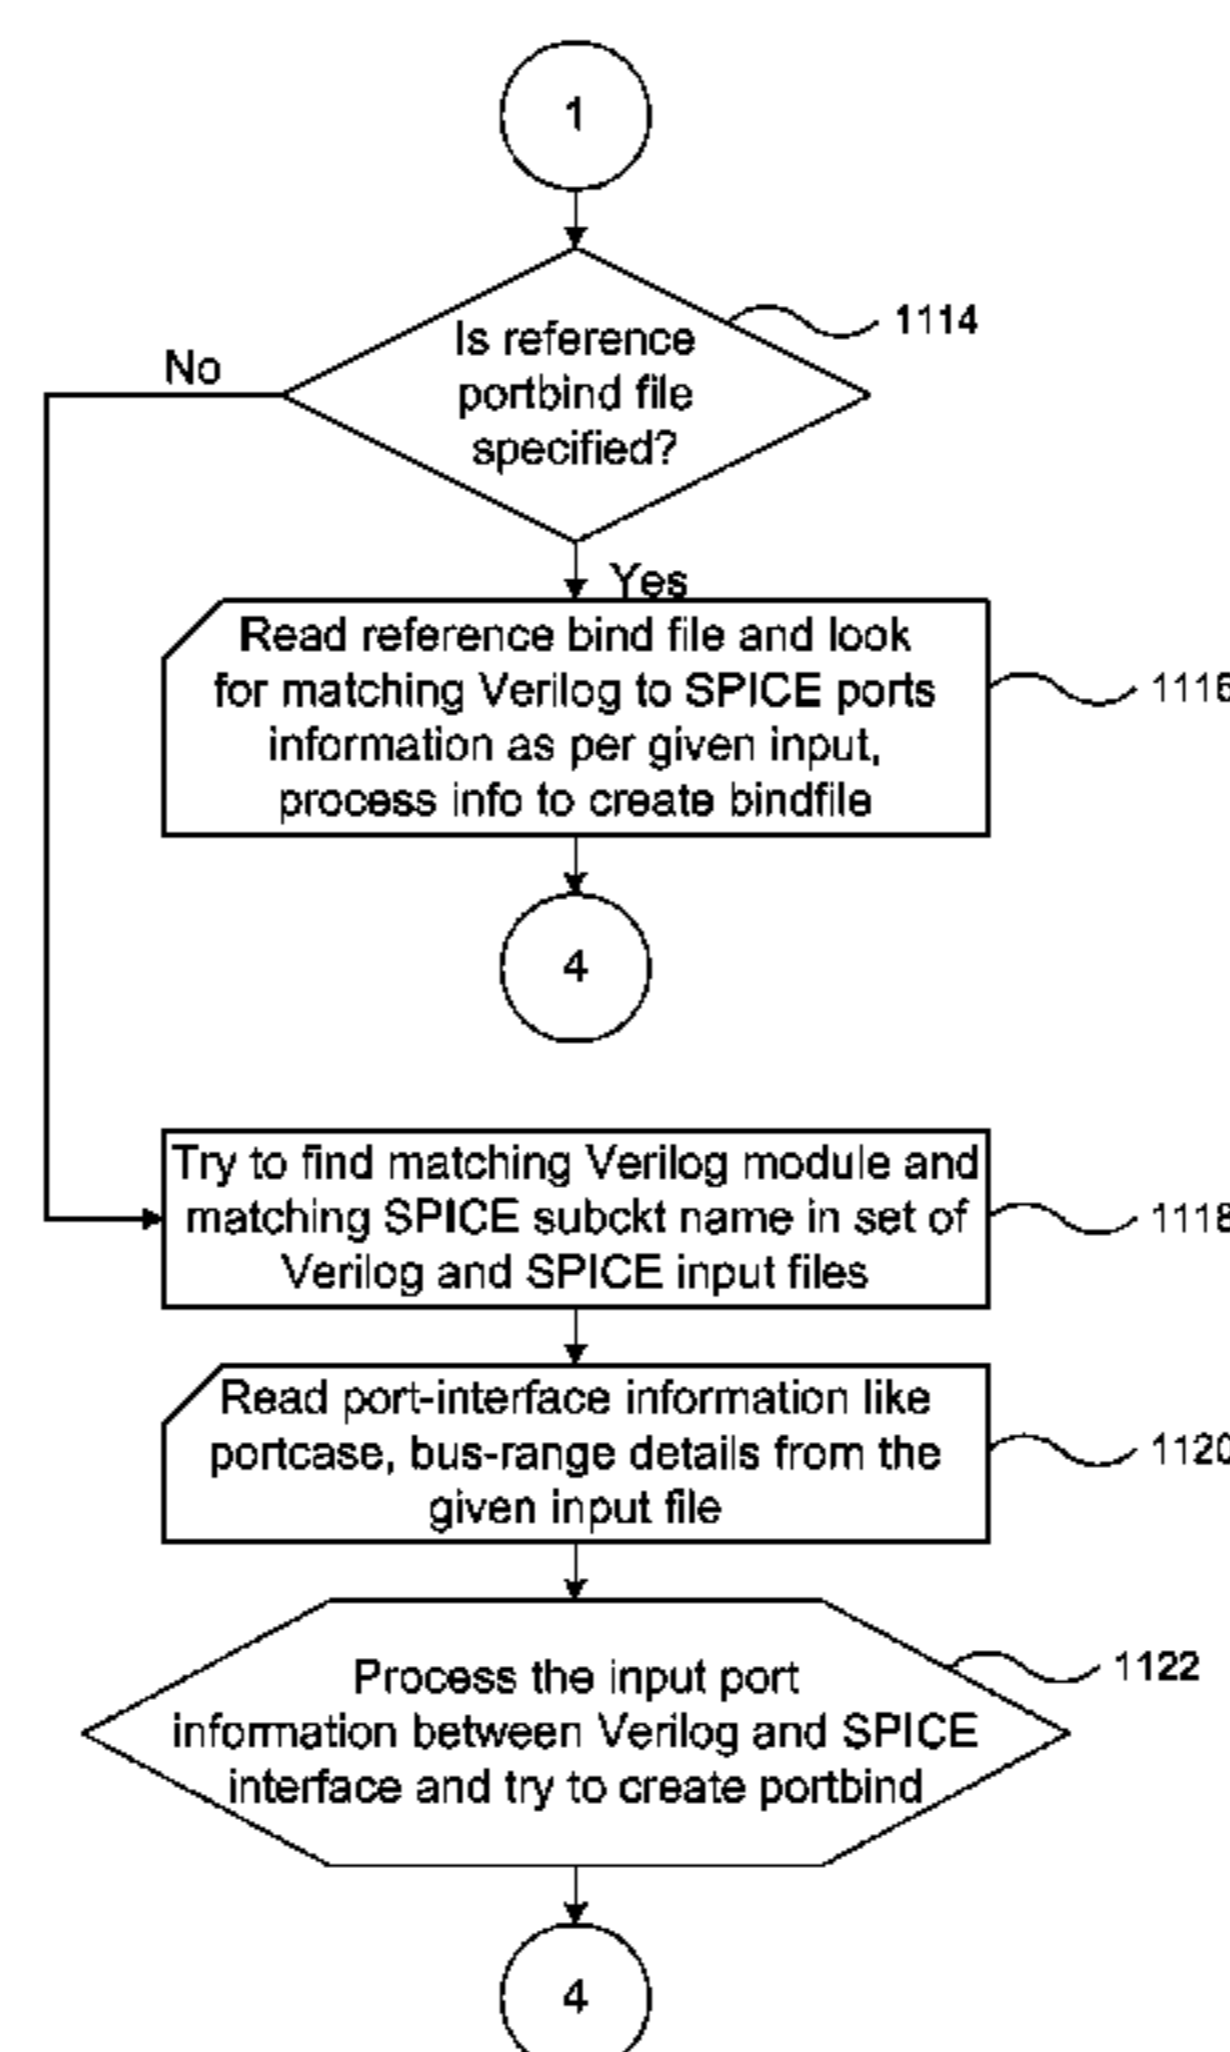 1
Is reference
portbind file
specified?
1114
No
Yes
Read reference bind file and look
for matching Verilog to SPICE ports
information as per given input,
process info to create bindfile
1116
4
Try to find matching Verilog module and
matching SPICE subckt name in set of
Verilog and SPICE input files
1118
Read port-interface information like
portcase, bus-range details from the
given input file
1120
Process the input port
information between Verilog and SPICE
interface and try to create portbind
1122
4